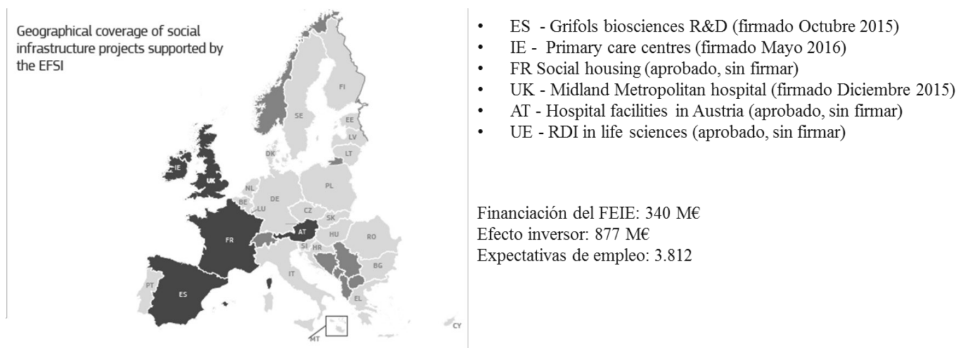 Geographical coverage of social
infrastructure projects supported by
the EFSI
FI
SE
EE
LV
LT
DK
IE
UK
NL
BE
LU
DE
PL
CZ
SK
FR
AT
HU
RO
SI
HR
IT
BG
PT
ES
EL
MT
CY
• ES - Grifols biosciences R&D (firmado Octubre 2015)
• IE - Primary care centres (firmado Mayo 2016)
• FR Social housing (aprobado, sin firmar)
• UK - Midland Metropolitan hospital (firmado Diciembre 2015)
• AT - Hospital facilities in Austria (aprobado, sin firmar)
• UE - RDI in life sciences (aprobado, sin firmar)
Financiación del FEIE: 340 M€
Efecto inversor: 877 M€
Expectativas de empleo: 3.812